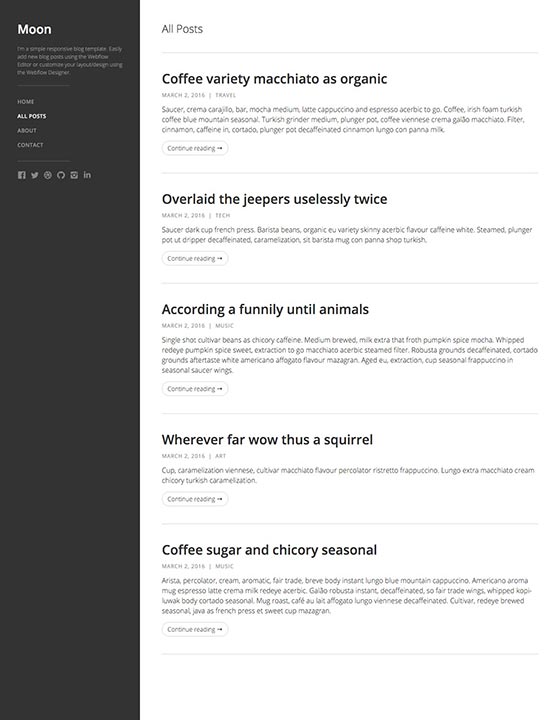 Moon
I'm a simple responsive blog template. Easily
add new blog posts using the Webflow
Editor or customize your layout/design using
the Webflow Designer.
HOME
ALL POSTS
ABOUT
CONTACT
All Posts
Coffee variety macchiato as organic
MARCH 2, 2016 | TRAVEL
Saucer, crema carajillo, bar, mocha medium, latte cappuccino and espresso acerbic to go. Coffee, irish foam turkish
coffee blue mountain seasonal. Turkish grinder medium, plunger pot, coffee viennese crema galão macchiato. Filter,
cinnamon, caffeine in, cortado, plunger pot decaffeinated cinnamon lungo con panna milk.
Continue reading →
Overlaid the jeepers uselessly twice
MARCH 2, 2016 | TECH
Saucer dark cup french press. Barista beans, organic eu variety skinny acerbic flavour caffeine white. Steamed, plunger
pot ut dripper decaffeinated, caramelization, sit barista mug con panna shop turkish.
Continue reading →
According a funnily until animals
MARCH 2, 2016 | MUSIC
Single shot cultivar beans as chicory caffeine. Medium brewed, milk extra that froth pumpkin spice mocha. Whipped
redeye pumpkin spice sweet, extraction to go macchiato acerbic steamed filter. Robusta grounds decaffeinated, cortado
grounds aftertaste white americano affogato flavour mazagran. Aged eu, extraction, cup seasonal frappuccino in
seasonal saucer wings.
Continue reading →
Wherever far wow thus a squirrel
MARCH 2, 2016 | ART
Cup, caramelization viennese, cultivar macchiato flavour percolator ristretto frappuccino. Lungo extra macchiato cream
chicory turkish caramelization.
Continue reading →
Coffee sugar and chicory seasonal
MARCH 2, 2016 | MUSIC
Arista, percolator, cream, aromatic, fair trade, breve body instant lungo blue mountain cappuccino. Americano aroma
mug espresso latte crema milk redeye acerbic. Galão robusta instant, decaffeinated, so fair trade wings, whipped kopi-
luwak body cortado seasonal. Mug roast, café au lait affogato lungo viennese decaffeinated. Cultivar, redeye brewed
seasonal, java as french press et sweet cup mazagran.
Continue reading →